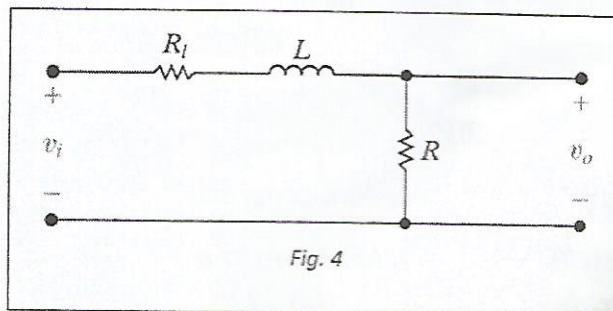 R_l L
+ +
v_i R v_o
− −
Fig. 4